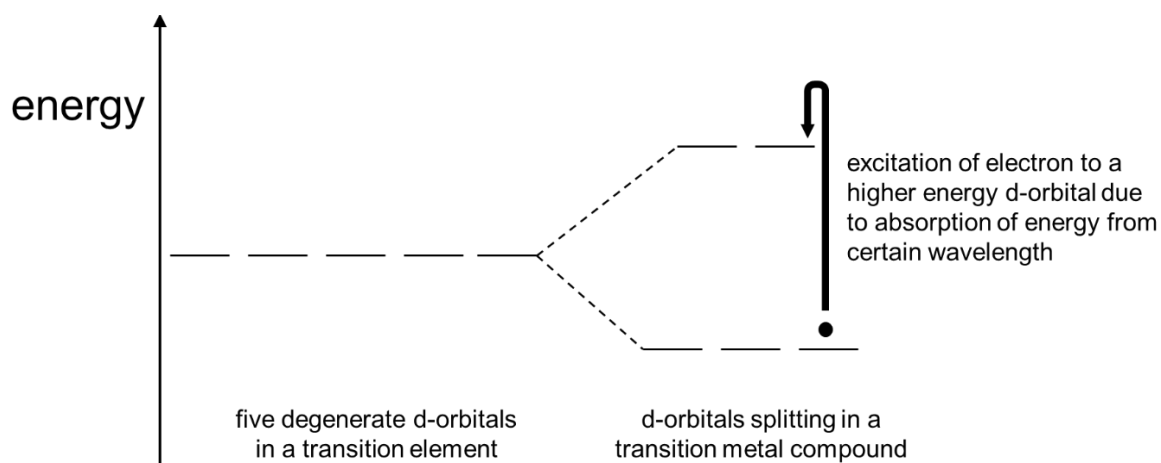 energy
excitation of electron to a
higher energy d-orbital due
to absorption of energy from
certain wavelength
five degenerate d-orbitals
in a transition element
d-orbitals splitting in a
transition metal compound